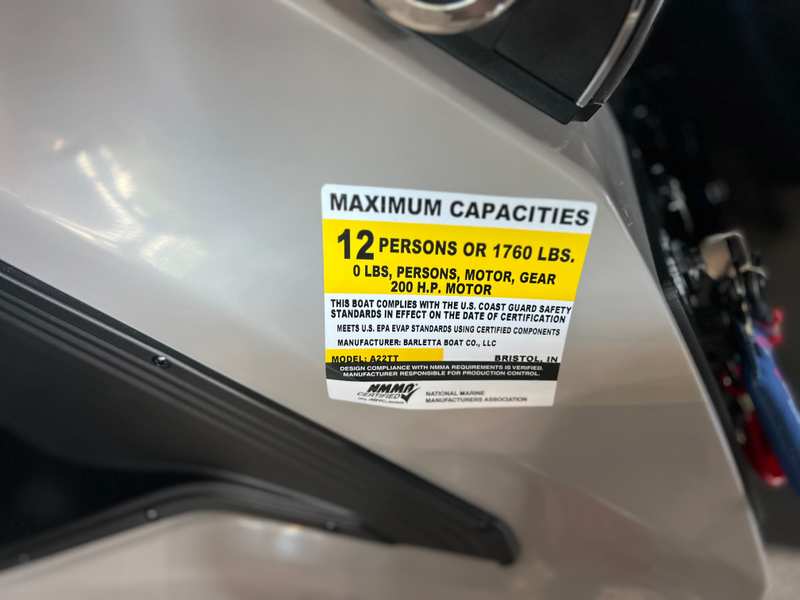 MAXIMUM CAPACITIES
12 PERSONS OR 1760 LBS.
0 LBS, PERSONS, MOTOR, GEAR
200 H.P. MOTOR
THIS BOAT COMPLIES WITH THE U.S. COAST GUARD SAFETY
STANDARDS IN EFFECT ON THE DATE OF CERTIFICATION
MEETS U.S. EPA EVAP STANDARDS USING CERTIFIED COMPONENTS
MANUFACTURER: BARLETTA BOAT CO., LLC
MODEL: A22TT BRISTOL, IN
DESIGN COMPLIANCE WITH NMMA REQUIREMENTS IS VERIFIED.
MANUFACTURER RESPONSIBLE FOR PRODUCTION CONTROL.
NMMA
CERTIFIED
NATIONAL MARINE
MANUFACTURERS ASSOCIATION